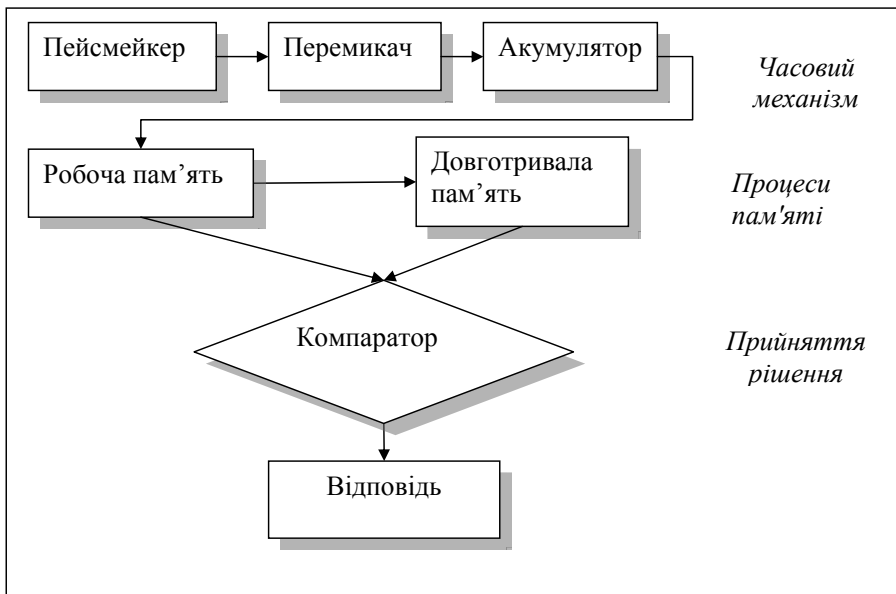 Пейсмейкер
Перемикач
Акумулятор
Часовий
механізм
Робоча пам’ять
Довготривала
пам’ять
Процеси
пам'яті
Компаратор
Прийняття
рішення
Відповідь